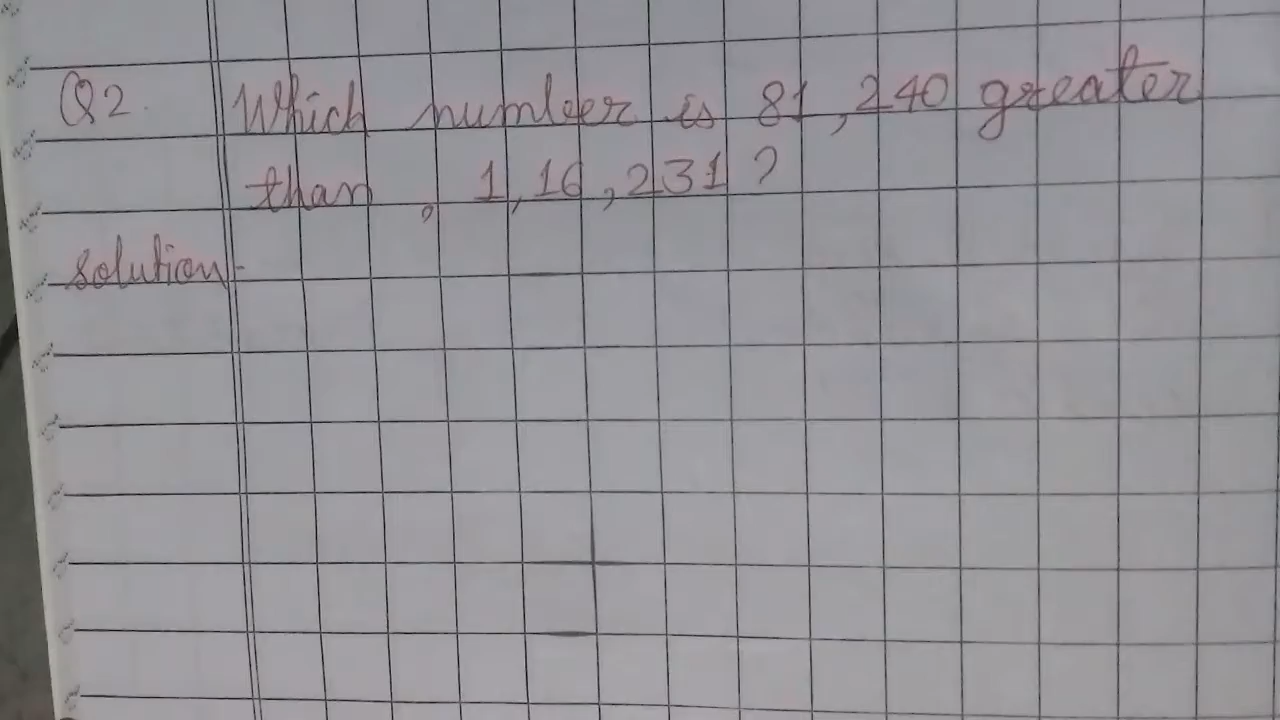 Q2. Which number is 81,240 greater
than, 1,16,231?
solution-